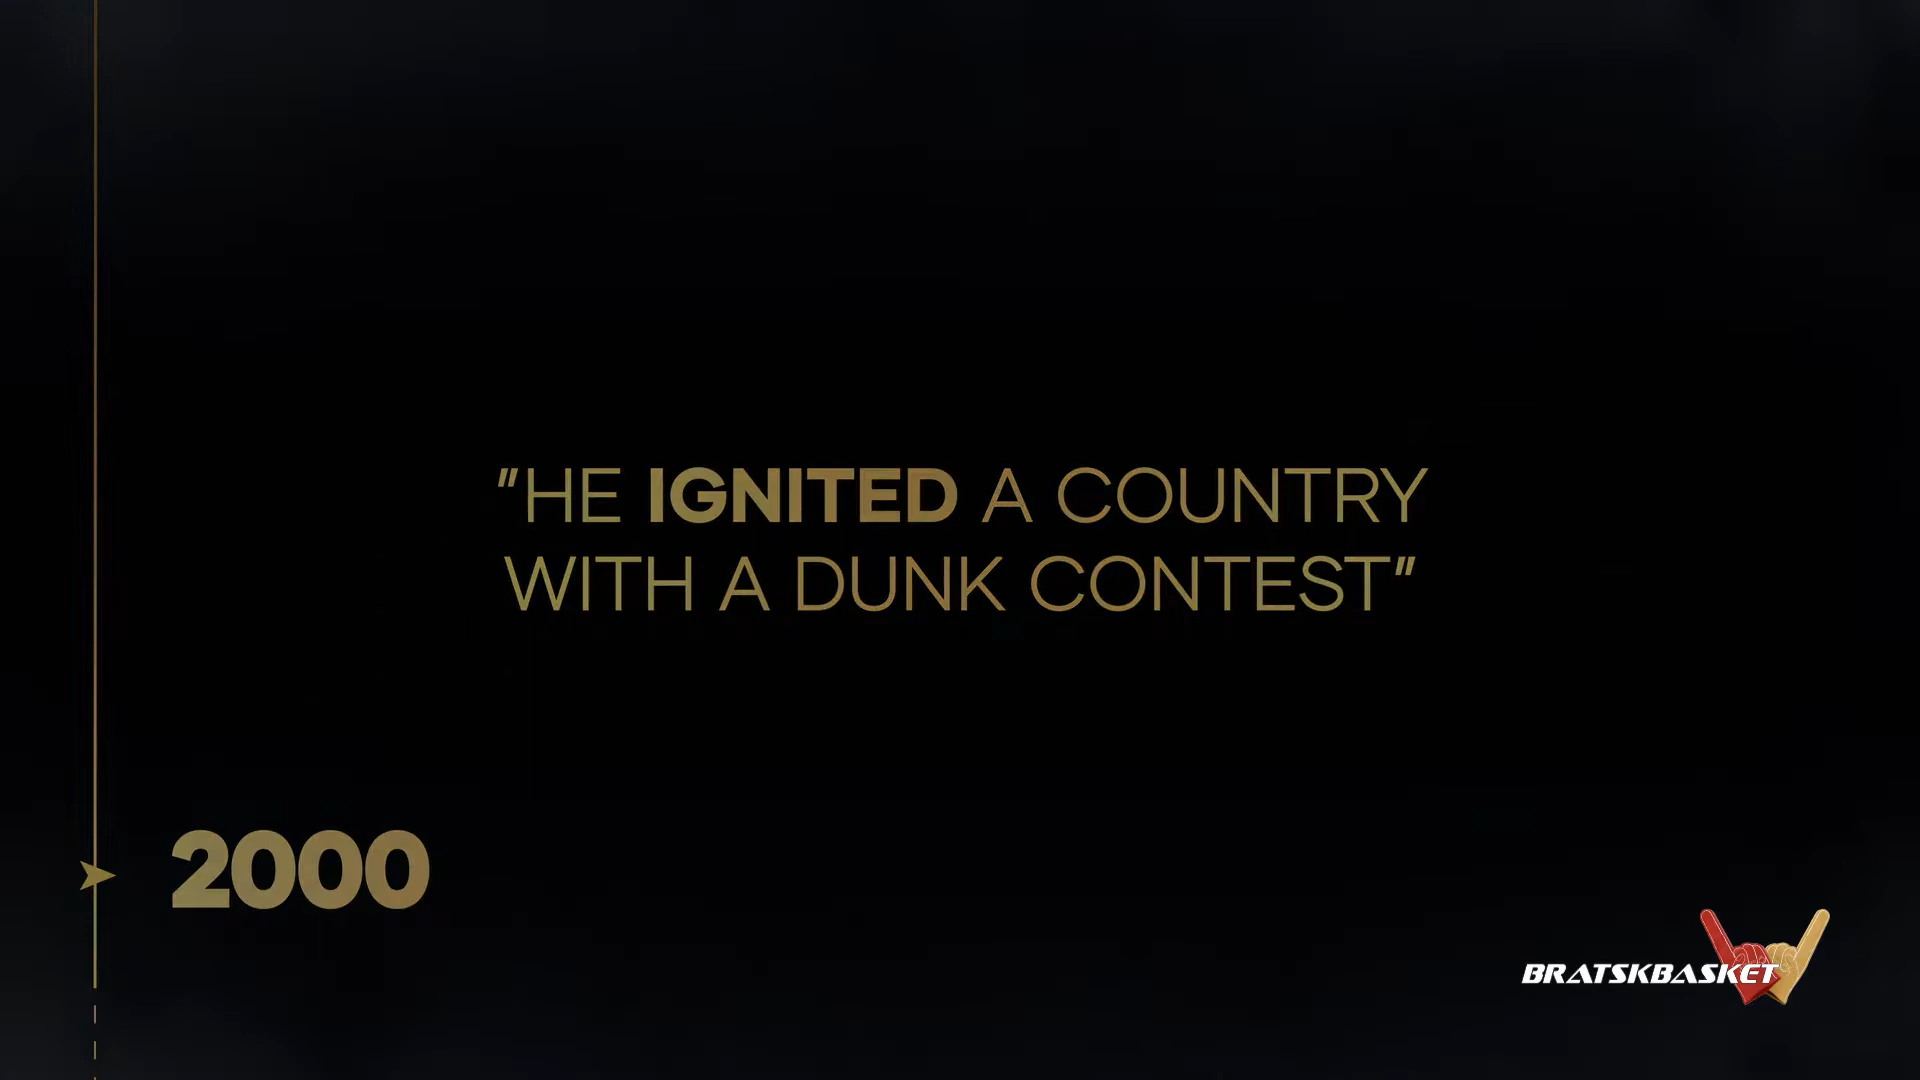 "HE IGNITED A COUNTRY
WITH A DUNK CONTEST"
2000
BRATSKBASKET